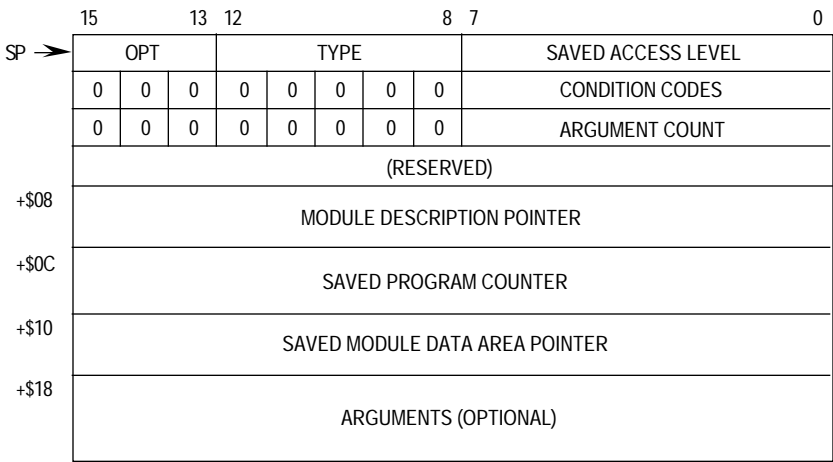 15 13 12 8 7 0
SP OPT TYPE SAVED ACCESS LEVEL
0 0 0 0 0 0 0 0 CONDITION CODES
0 0 0 0 0 0 0 0 ARGUMENT COUNT
(RESERVED)
+$08
MODULE DESCRIPTION POINTER
+$0C
SAVED PROGRAM COUNTER
+$10
SAVED MODULE DATA AREA POINTER
+$18
ARGUMENTS (OPTIONAL)